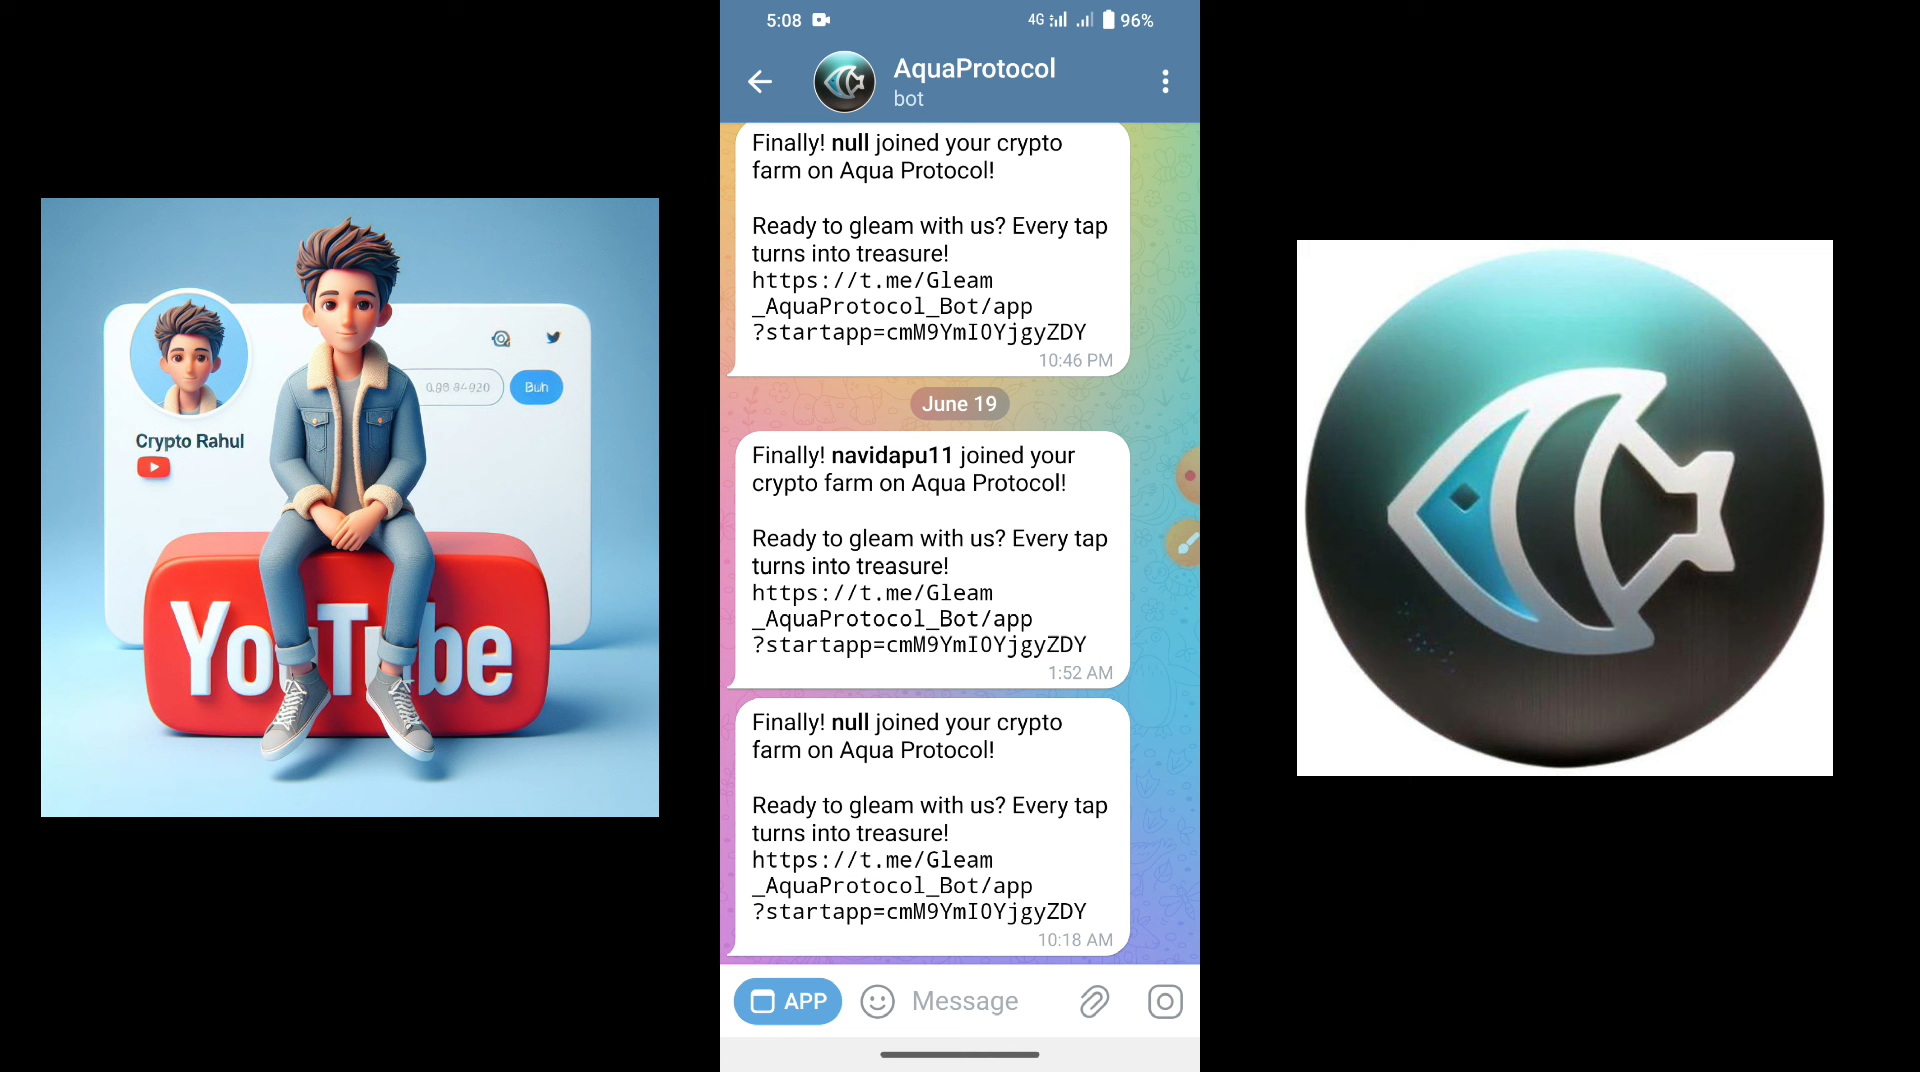 5:08
4G
96%
AquaProtocol
bot
Finally! null joined your crypto
farm on Aqua Protocol!
Ready to gleam with us? Every tap
turns into treasure!
https://t.me/Gleam
_AquaProtocol_Bot/app
?startapp=cmM9YmI0YjgyZDY
10:46 PM
June 19
Finally! navidapu11 joined your
crypto farm on Aqua Protocol!
Ready to gleam with us? Every tap
turns into treasure!
https://t.me/Gleam
_AquaProtocol_Bot/app
?startapp=cmM9YmI0YjgyZDY
1:52 AM
Finally! null joined your crypto
farm on Aqua Protocol!
Ready to gleam with us? Every tap
turns into treasure!
https://t.me/Gleam
_AquaProtocol_Bot/app
?startapp=cmM9YmI0YjgyZDY
10:18 AM
APP
Message
Crypto Rahul
YouTube